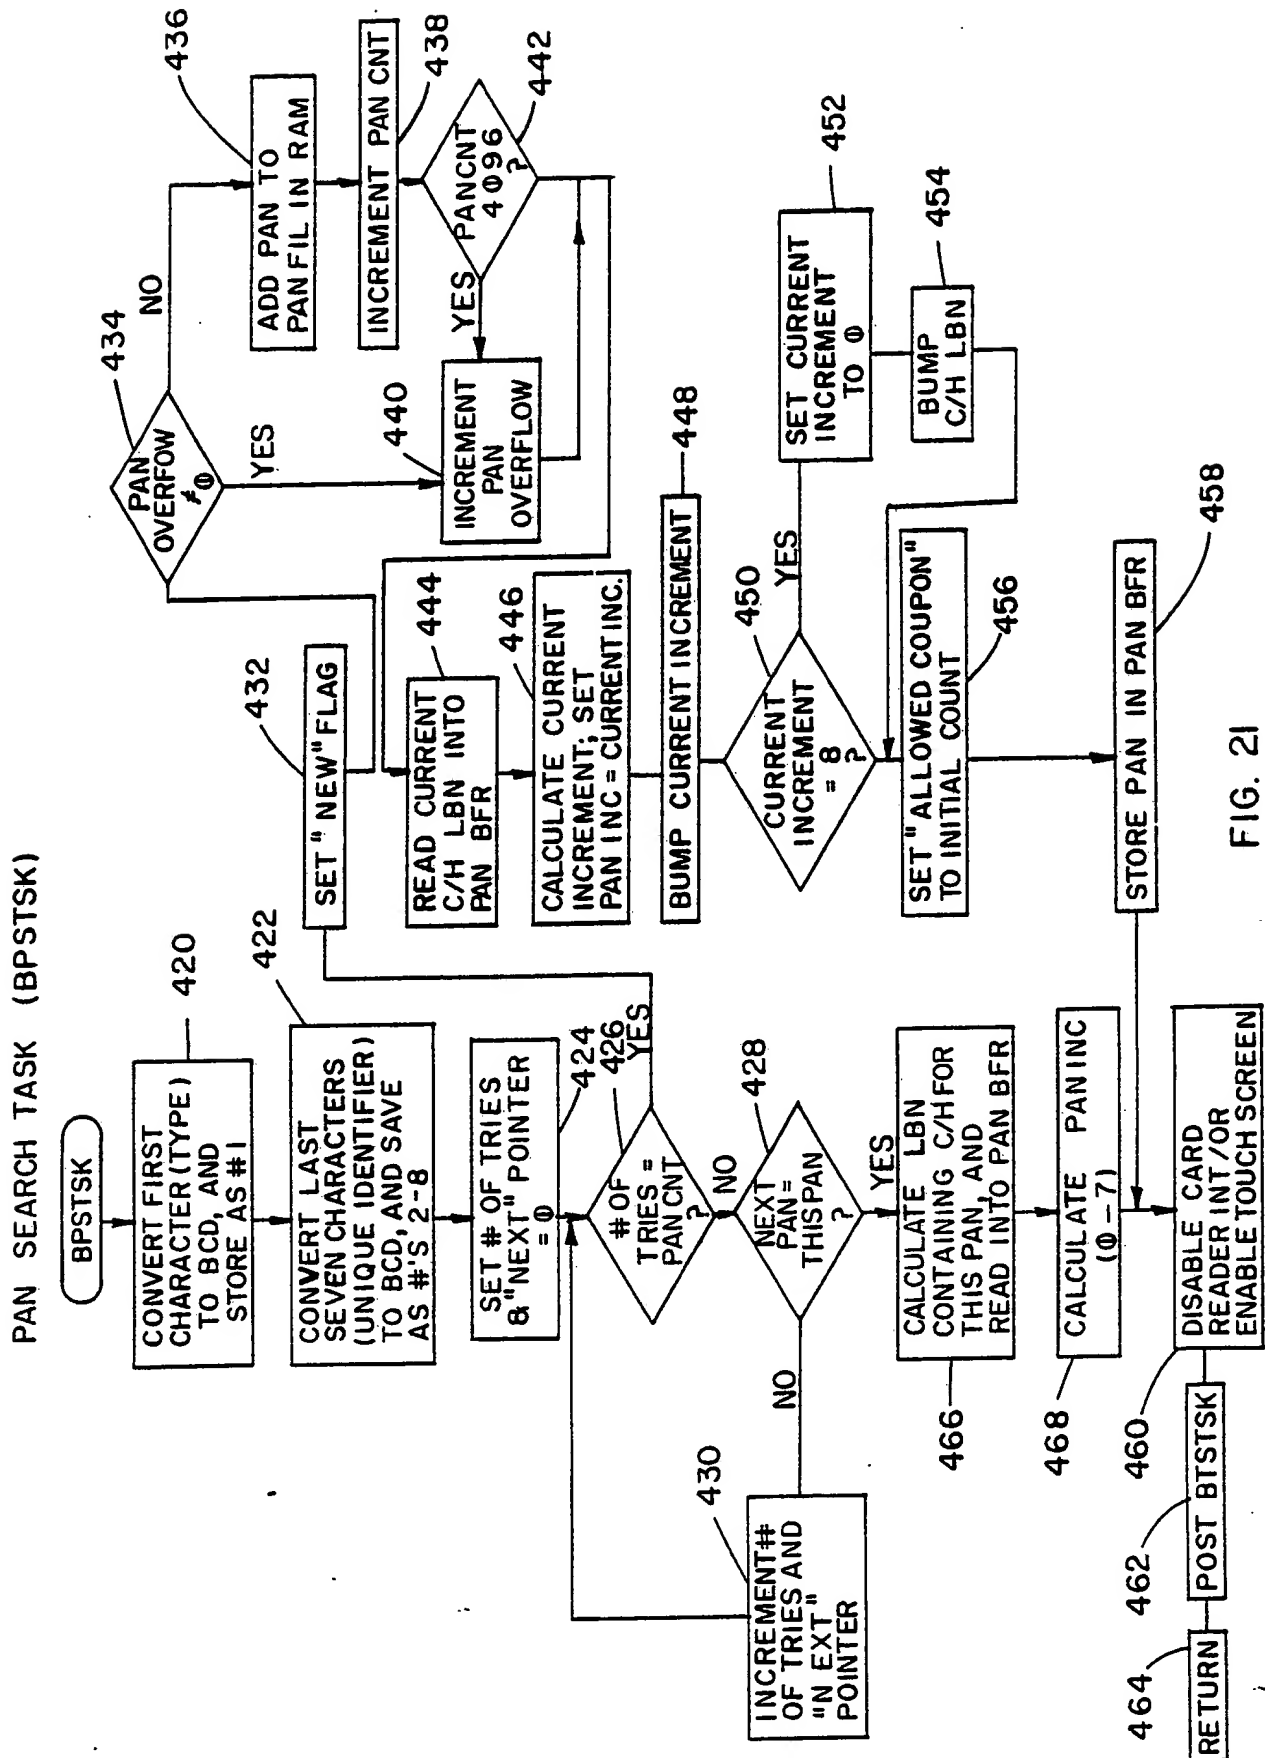 PAN SEARCH TASK (BPSTSK)
BPSTSK
CONVERT FIRST
CHARACTER (TYPE)
TO BCD, AND
STORE AS #1
420
CONVERT LAST
SEVEN CHARACTERS
(UNIQUE IDENTIFIER)
TO BCD, AND SAVE
AS #'S 2-8
422
SET # OF TRIES
& "NEXT" POINTER
= 0
424
# OF
TRIES =
PAN CNT
?
426
YES
NO
NEXT
PAN =
THIS PAN
?
428
NO
YES
INCREMENT #
OF TRIES AND
"N EXT"
POINTER
430
CALCULATE LBN
CONTAINING C/H FOR
THIS PAN, AND
READ INTO PAN BFR
466
CALCULATE PAN INC
(0-7)
468
DISABLE CARD
READER INT/OR
ENABLE TOUCH SCREEN
460
POST BTSTSK
462
RETURN
464
SET "NEW" FLAG
432
PAN
OVERFOW
≠0
434
NO
YES
ADD PAN TO
PAN FIL IN RAM
436
INCREMENT PAN CNT
438
PANCNT
4096
?
442
YES
INCREMENT
PAN
OVERFLOW
440
READ CURRENT
C/H LBN INTO
PAN BFR
444
CALCULATE CURRENT
INCREMENT; SET
PAN INC = CURRENT INC.
446
BUMP CURRENT INCREMENT
448
CURRENT
INCREMENT
= 8
?
450
YES
SET CURRENT
INCREMENT
TO 0
452
BUMP
C/H LBN
454
SET "ALLOWED COUPON"
TO INITIAL COUNT
456
STORE PAN IN PAN BFR
458
FIG. 21